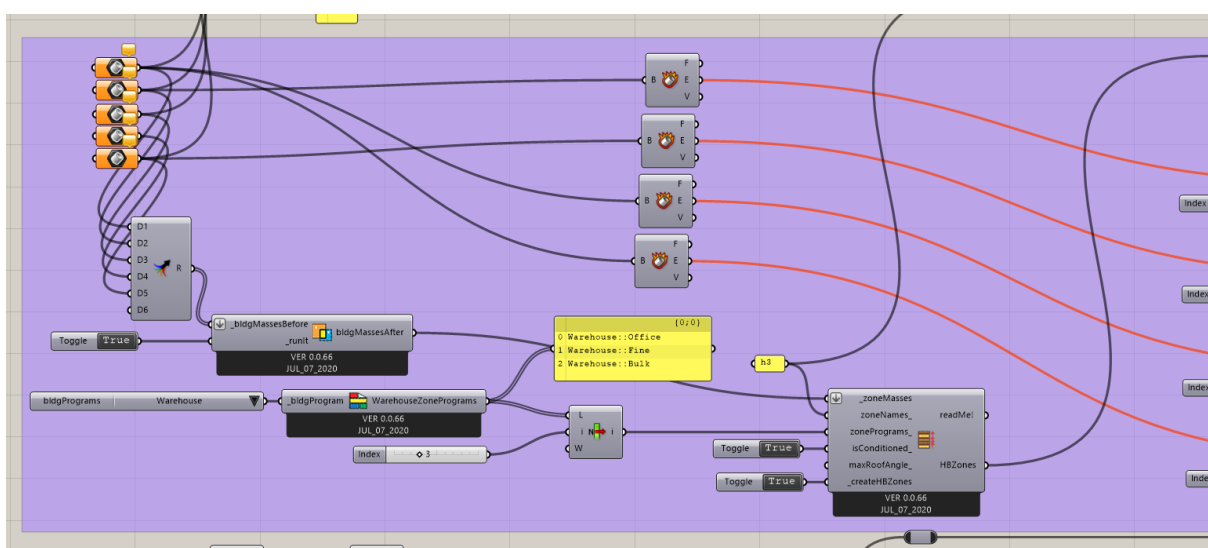 F
B E
V
F
B E
V
F
B E
V
F
B E
V
Index
D1
D2
D3
D4
D5
D6
R
Index
_bldgMassesBefore
_runit
bldgMassesAfter
VER 0.0.66
JUL_07_2020
Toggle True
{0;0}
0 Warehouse::Office
1 Warehouse::Fine
2 Warehouse::Bulk
h3
bldgPrograms Warehouse
_bldgProgram WarehouseZonePrograms
VER 0.0.66
JUL_07_2020
Index 3
L
i N i
W
_zoneMasses
zoneNames_
zonePrograms_
isConditioned_
maxRoofAngle_
_createHBZones
readMe!
HBZones
VER 0.0.66
JUL_07_2020
Toggle True
Toggle True
Index
Inde